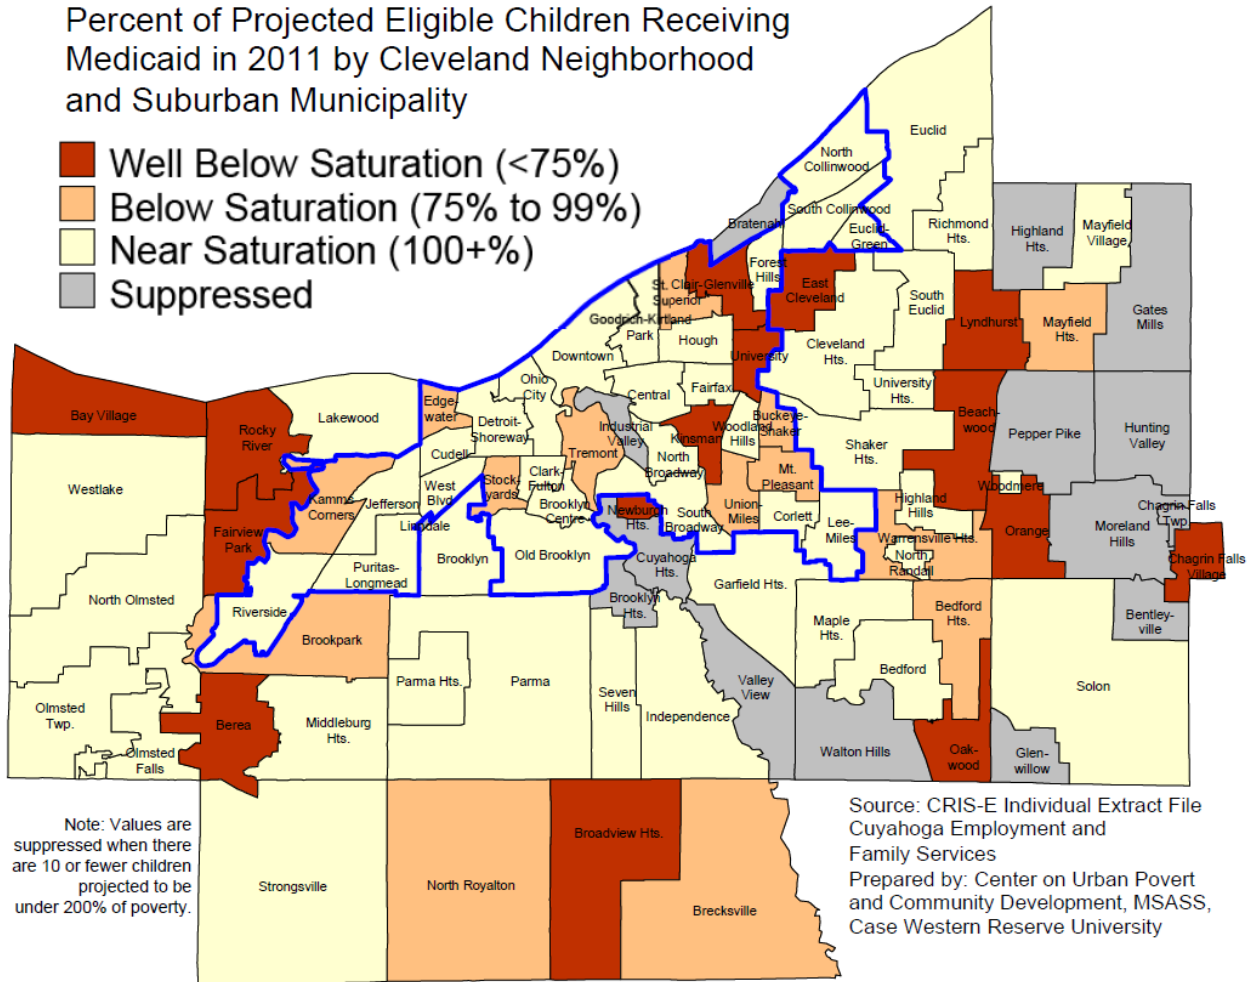 Percent of Projected Eligible Children Receiving
Medicaid in 2011 by Cleveland Neighborhood
and Suburban Municipality
Well Below Saturation (<75%)
Below Saturation (75% to 99%)
Near Saturation (100+%)
Suppressed
Euclid
North
Collinwood
South Collinwood
Bratenahl
Euclid-
Green
Richmond
Hts.
Highland
Hts.
Mayfield
Village
Forest
Hills
St. Clair-Superior
Glenville
East
Cleveland
South
Euclid
Lyndhurst
Mayfield
Hts.
Gates
Mills
Goodrich-Kirtland
Park
Hough
Cleveland
Hts.
Downtown
University
Ohio
City
Central
Fairfax
University
Hts.
Bay Village
Rocky
River
Lakewood
Edge-
water
Detroit-
Shoreway
Industrial
Valley
Kinsman
Woodland
Hills
Buckeye-
Shaker
Beach-
wood
Pepper Pike
Hunting
Valley
Cudell
Tremont
North
Broadway
Shaker
Hts.
Westlake
Kamms
Corners
Jefferson
West
Blvd
Stock-
yards
Clark-
Fulton
Mt.
Pleasant
Woodmere
Brooklyn
Centre
Newburgh
Hts.
South
Broadway
Union-
Miles
Corlett
Lee-
Miles
Highland
Hills
Chagrin Falls
Twp.
Fairview
Park
Linndale
Orange
Moreland
Hills
Warrensville Hts.
North
Randall
Brooklyn
Old Brooklyn
Cuyahoga
Hts.
Chagrin Falls
Village
Puritas-
Longmead
Garfield Hts.
North Olmsted
Riverside
Brooklyn
Hts.
Bedford
Hts.
Bentley-
ville
Brookpark
Maple
Hts.
Bedford
Parma Hts.
Parma
Seven
Hills
Independence
Valley
View
Solon
Olmsted
Twp.
Berea
Middleburg
Hts.
Olmsted
Falls
Walton Hills
Oak-
wood
Glen-
willow
Note: Values are
suppressed when there
are 10 or fewer children
projected to be
under 200% of poverty.
Strongsville
North Royalton
Broadview Hts.
Brecksville
Source: CRIS-E Individual Extract File
Cuyahoga Employment and
Family Services
Prepared by: Center on Urban Povert
and Community Development, MSASS,
Case Western Reserve University